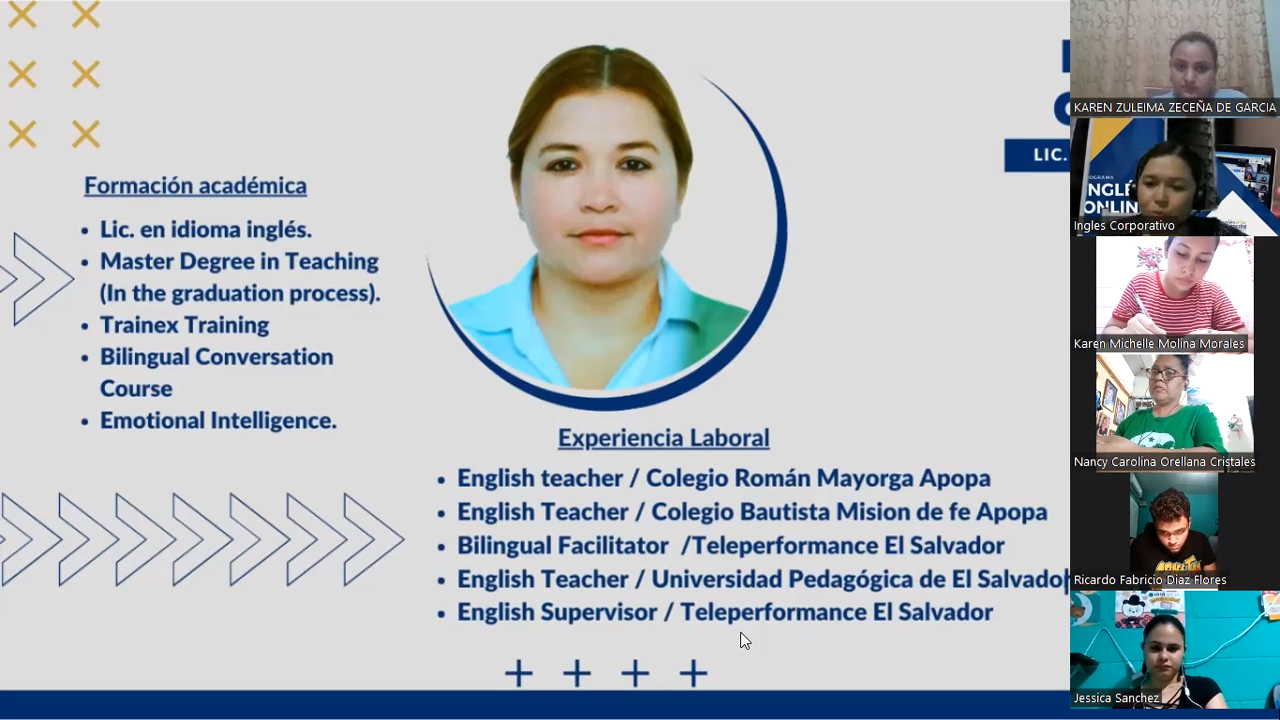 Formación académica
Lic. en idioma inglés.
Master Degree in Teaching
(In the graduation process).
Trainex Training
Bilingual Conversation
Course
Emotional Intelligence.
Experiencia Laboral
English teacher / Colegio Román Mayorga Apopa
English Teacher / Colegio Bautista Mision de fe Apopa
Bilingual Facilitator /Teleperformance El Salvador
English Teacher / Universidad Pedagógica de El Salvador
English Supervisor / Teleperformance El Salvador
LIC.
KAREN ZULEIMA ZECEÑA DE GARCIA
INGLÉ
ONLIN
Ingles Corporativo
Karen Michelle Molina Morales
Nancy Carolina Orellana Cristales
Ricardo Fabricio Diaz Flores
Jessica Sanchez